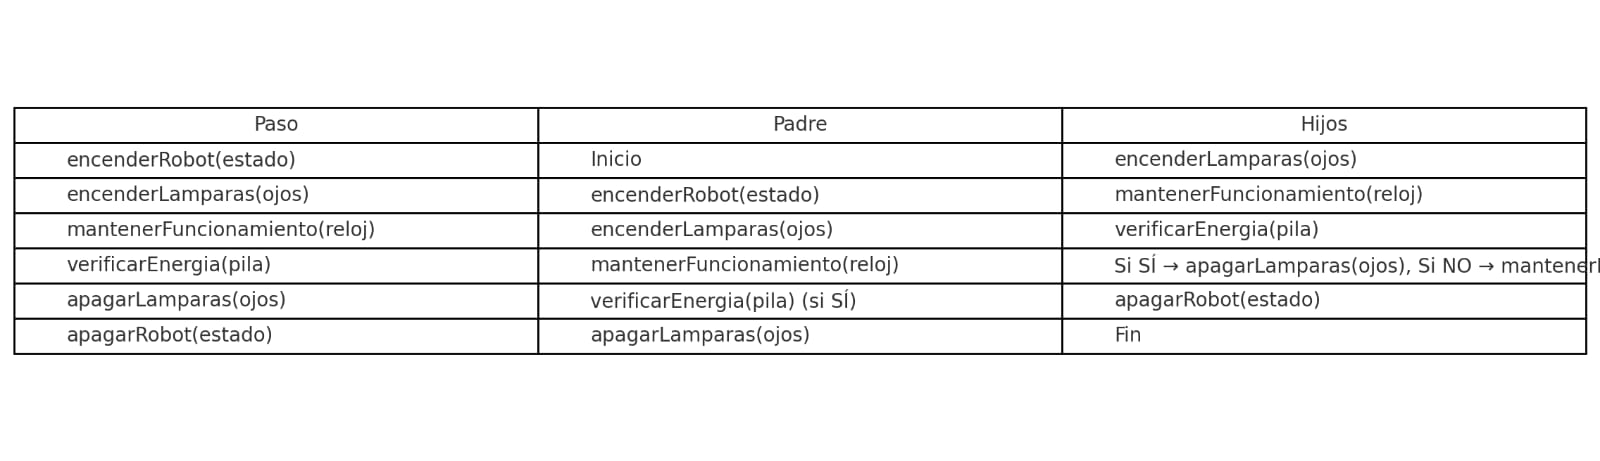 Paso Padre Hijos
encenderRobot(estado) Inicio encenderLamparas(ojos)
encenderLamparas(ojos) encenderRobot(estado) mantenerFuncionamiento(reloj)
mantenerFuncionamiento(reloj) encenderLamparas(ojos) verificarEnergia(pila)
verificarEnergia(pila) mantenerFuncionamiento(reloj) Si SÍ → apagarLamparas(ojos), Si NO →
apagarLamparas(ojos) verificarEnergia(pila) (si SÍ) apagarRobot(estado)
apagarRobot(estado) apagarLamparas(ojos) Fin